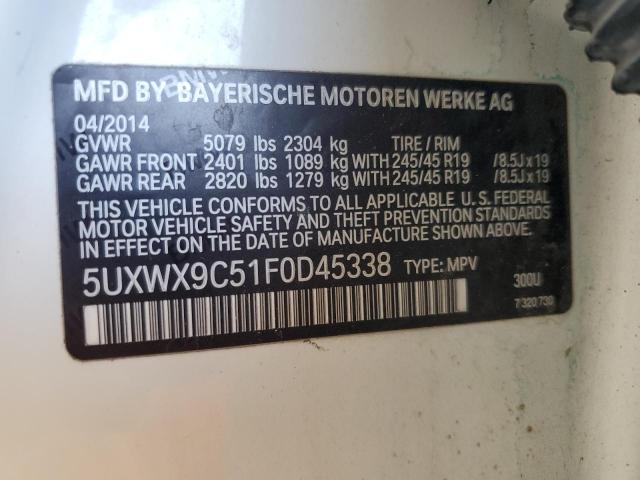 MFD BY BAYERISCHE MOTOREN WERKE AG
04/2014
GVWR 5079 lbs 2304 kg TIRE / RIM
GAWR FRONT 2401 lbs 1089 kg WITH 245/45 R19 /8.5J x 19
GAWR REAR 2820 lbs 1279 kg WITH 245/45 R19 /8.5J x 19
THIS VEHICLE CONFORMS TO ALL APPLICABLE U. S. FEDERAL
MOTOR VEHICLE SAFETY AND THEFT PREVENTION STANDARDS
IN EFFECT ON THE DATE OF MANUFACTURE SHOWN ABOVE.
5UXWX9C51F0D45338 TYPE: MPV
300U
7 320 730